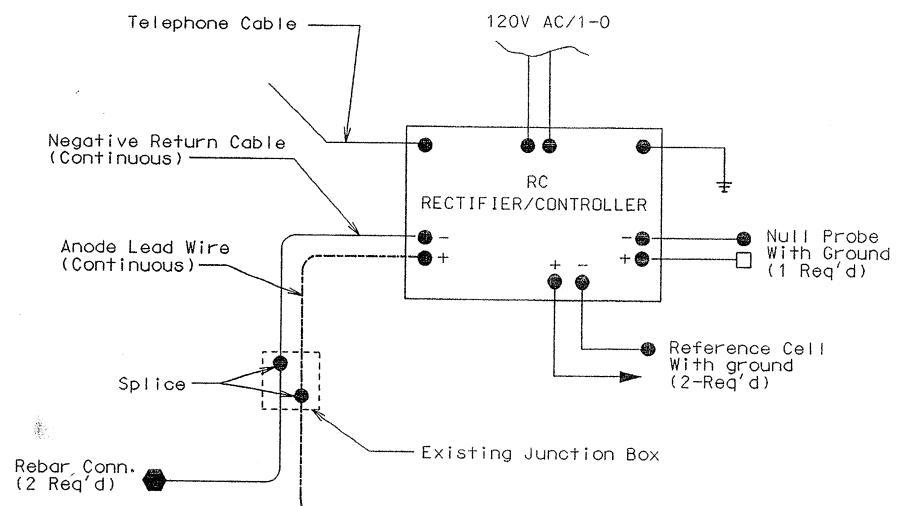 Telephone Cable
120V AC/1-O
Negative Return Cable
(Continuous)
RC
RECTIFIER/CONTROLLER
Anode Lead Wire
(Continuous)
-
+
-
+
Null Probe
With Ground
(1 Req'd)
+ -
Reference Cell
With ground
(2-Req'd)
Splice
Existing Junction Box
Rebar Conn.
(2 Req'd)